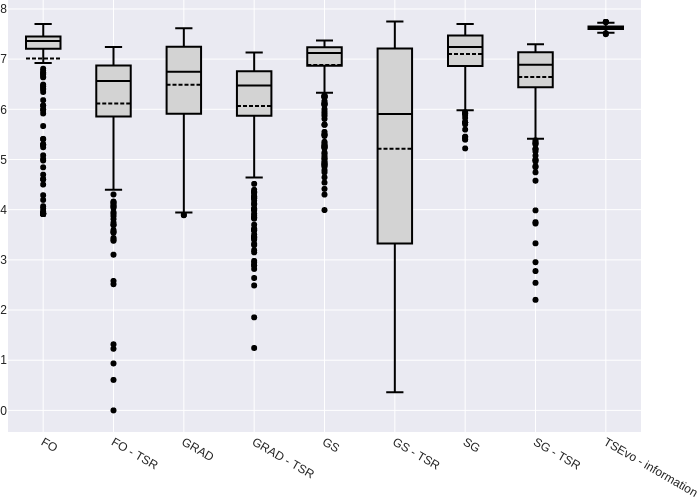 8
7
6
5
4
3
2
1
0
FO
FO - TSR
GRAD
GRAD - TSR
GS
GS - TSR
SG
SG - TSR
TSEvo - information